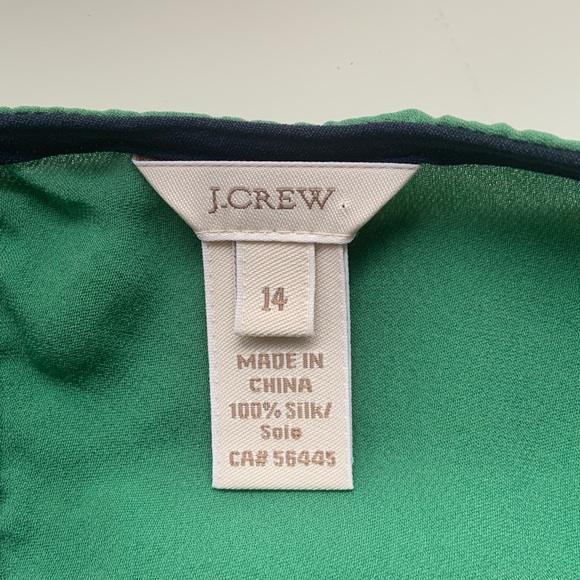 J.CREW
14
MADE IN
CHINA
100% Silk/
Soie
CA# 56445